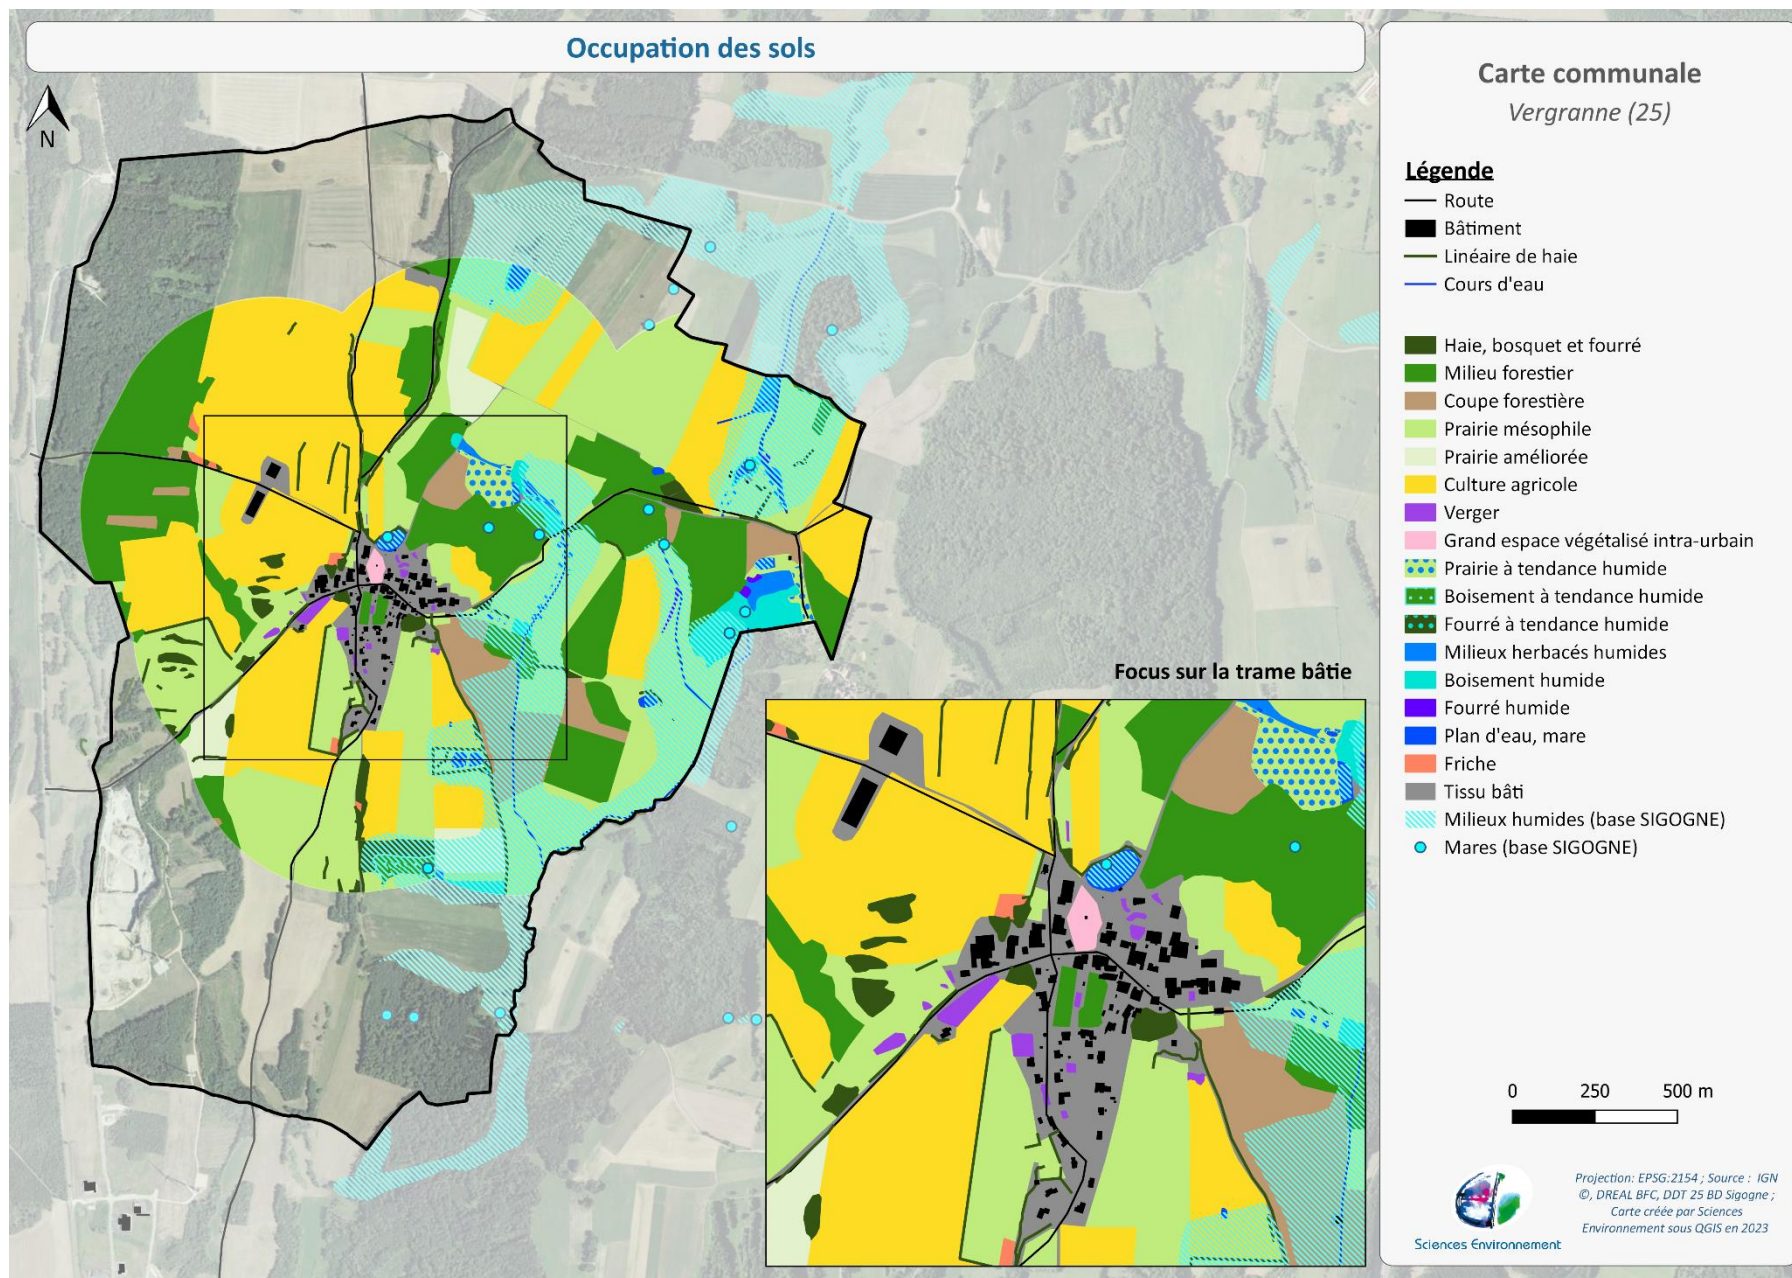 Occupation des sols
N
Focus sur la trame bâtie
Carte communale
Vergranne (25)
Légende
Route
Bâtiment
Linéaire de haie
Cours d'eau
Haie, bosquet et fourré
Milieu forestier
Coupe forestière
Prairie mésophile
Prairie améliorée
Culture agricole
Verger
Grand espace végétalisé intra-urbain
Prairie à tendance humide
Boisement à tendance humide
Fourré à tendance humide
Milieux herbacés humides
Boisement humide
Fourré humide
Plan d'eau, mare
Friche
Tissu bâti
Milieux humides (base SIGOGNE)
Mares (base SIGOGNE)
0 250 500 m
Sciences Environnement
Projection: EPSG:2154 ; Source : IGN
©, DREAL BFC, DDT 25 BD Sigogne ;
Carte créée par Sciences
Environnement sous QGIS en 2023